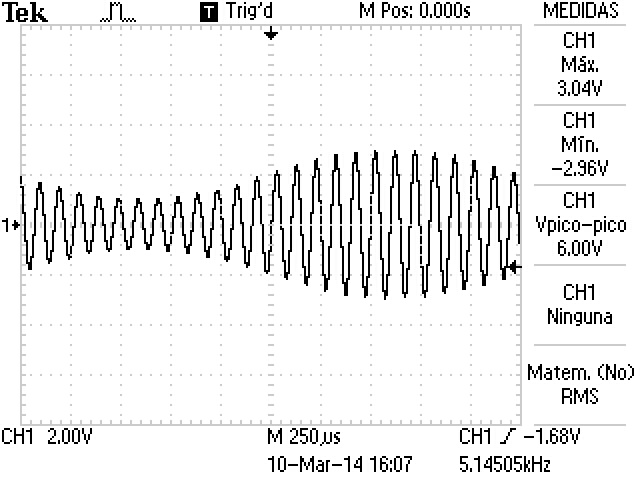 Tek T Trig'd M Pos: 0.000s MEDIDAS
CH1
Máx.
3.04V
CH1
Mín.
-2.96V
CH1
Vpico-pico
6.00V
CH1
Ninguna
Matem. (No)
RMS
1
CH1 2.00V M 250µs CH1 -1.68V
10-Mar-14 16:07 5.14505kHz